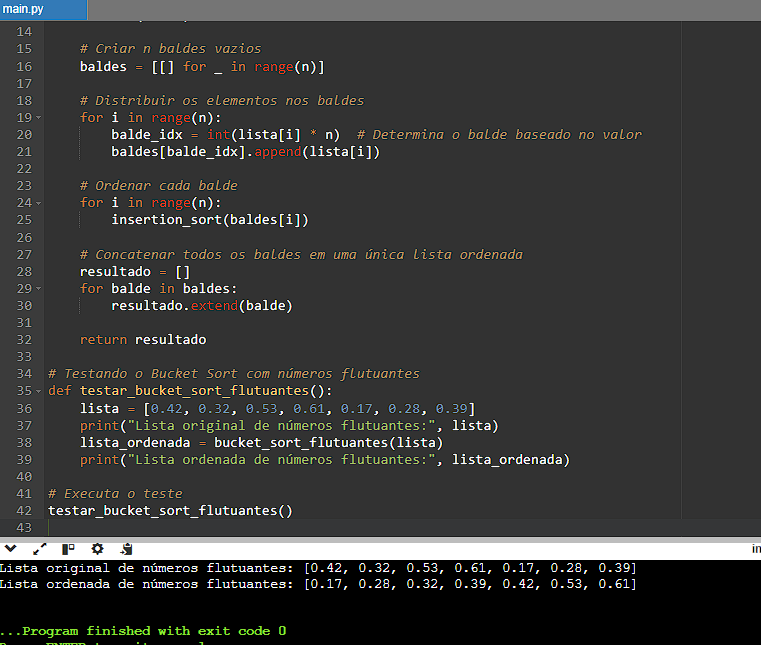 main.py
14
15 # Criar n baldes vazios
16 baldes = [[] for _ in range(n)]
17
18 # Distribuir os elementos nos baldes
19 for i in range(n):
20 balde_idx = int(lista[i] * n) # Determina o balde baseado no valor
21 baldes[balde_idx].append(lista[i])
22
23 # Ordenar cada balde
24 for i in range(n):
25 insertion_sort(baldes[i])
26
27 # Concatenar todos os baldes em uma única lista ordenada
28 resultado = []
29 for balde in baldes:
30 resultado.extend(balde)
31
32 return resultado
33
34 # Testando o Bucket Sort com números flutuantes
35 def testar_bucket_sort_flutuantes():
36 lista = [0.42, 0.32, 0.53, 0.61, 0.17, 0.28, 0.39]
37 print("Lista original de números flutuantes:", lista)
38 lista_ordenada = bucket_sort_flutuantes(lista)
39 print("Lista ordenada de números flutuantes:", lista_ordenada)
40
41 # Executa o teste
42 testar_bucket_sort_flutuantes()
43
in
Lista original de números flutuantes: [0.42, 0.32, 0.53, 0.61, 0.17, 0.28, 0.39]
Lista ordenada de números flutuantes: [0.17, 0.28, 0.32, 0.39, 0.42, 0.53, 0.61]
...Program finished with exit code 0